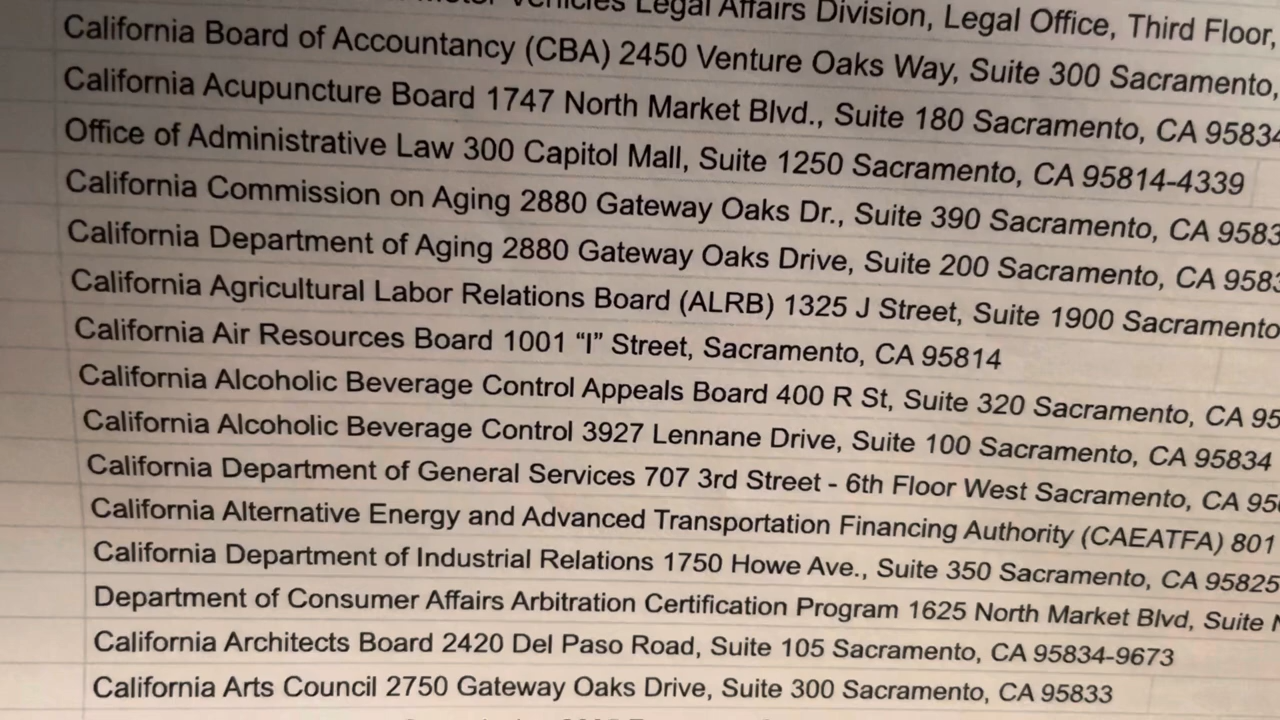 Vehicles Legal Affairs Division, Legal Office, Third Floor,
California Board of Accountancy (CBA) 2450 Venture Oaks Way, Suite 300 Sacramento,
California Acupuncture Board 1747 North Market Blvd., Suite 180 Sacramento, CA 95834
Office of Administrative Law 300 Capitol Mall, Suite 1250 Sacramento, CA 95814-4339
California Commission on Aging 2880 Gateway Oaks Dr., Suite 390 Sacramento, CA 9583
California Department of Aging 2880 Gateway Oaks Drive, Suite 200 Sacramento, CA 958
California Agricultural Labor Relations Board (ALRB) 1325 J Street, Suite 1900 Sacramento
California Air Resources Board 1001 “I” Street, Sacramento, CA 95814
California Alcoholic Beverage Control Appeals Board 400 R St, Suite 320 Sacramento, CA 95
California Alcoholic Beverage Control 3927 Lennane Drive, Suite 100 Sacramento, CA 95834
California Department of General Services 707 3rd Street - 6th Floor West Sacramento, CA 95
California Alternative Energy and Advanced Transportation Financing Authority (CAEATFA) 801
California Department of Industrial Relations 1750 Howe Ave., Suite 350 Sacramento, CA 95825
Department of Consumer Affairs Arbitration Certification Program 1625 North Market Blvd, Suite
California Architects Board 2420 Del Paso Road, Suite 105 Sacramento, CA 95834-9673
California Arts Council 2750 Gateway Oaks Drive, Suite 300 Sacramento, CA 95833